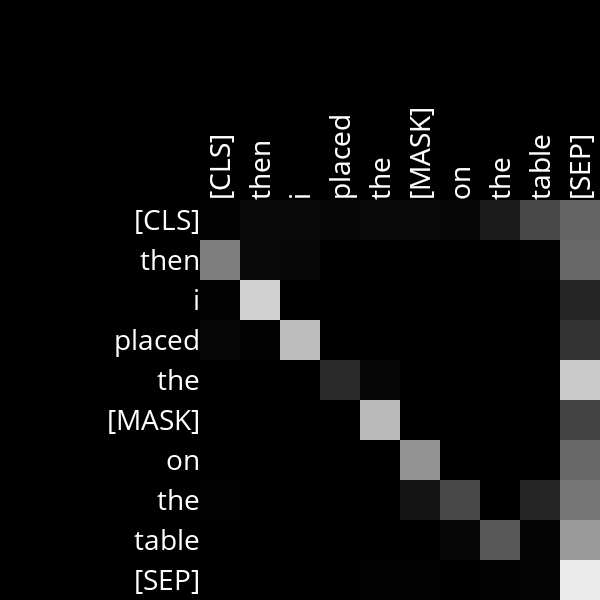 [CLS] then i placed the [MASK] on the table [SEP]
[CLS]
then
i
placed
the
[MASK]
on
the
table
[SEP]